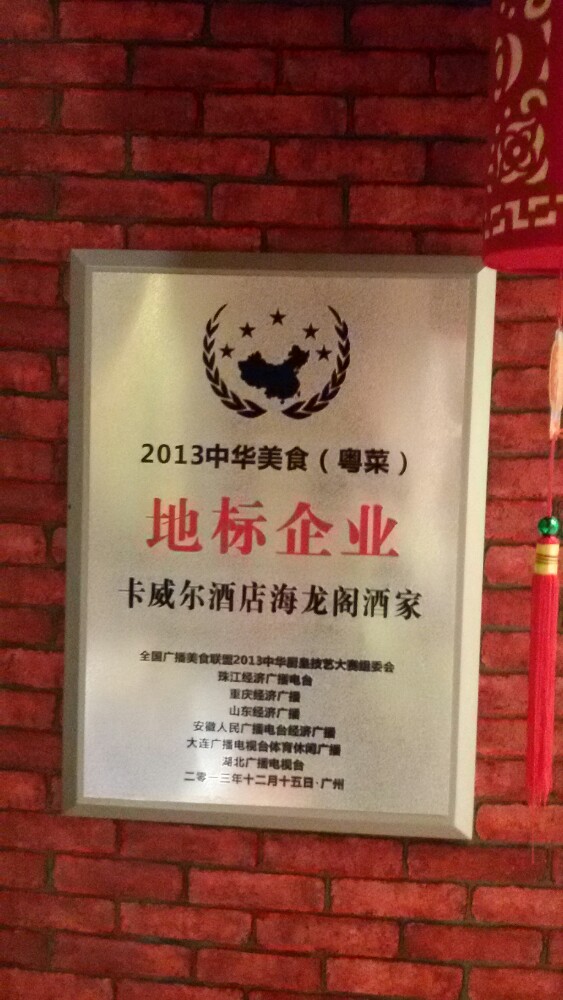 2013中华美食（粤菜）
地标企业
卡威尔酒店海龙阁酒家
全国广播美食联盟2013中华厨皇技艺大赛组委会
珠江经济广播电台
重庆经济广播
山东经济广播
安徽人民广播电台经济广播
大连广播电视台体育休闲广播
湖北广播电视台
二零一三年十二月十五日·广州